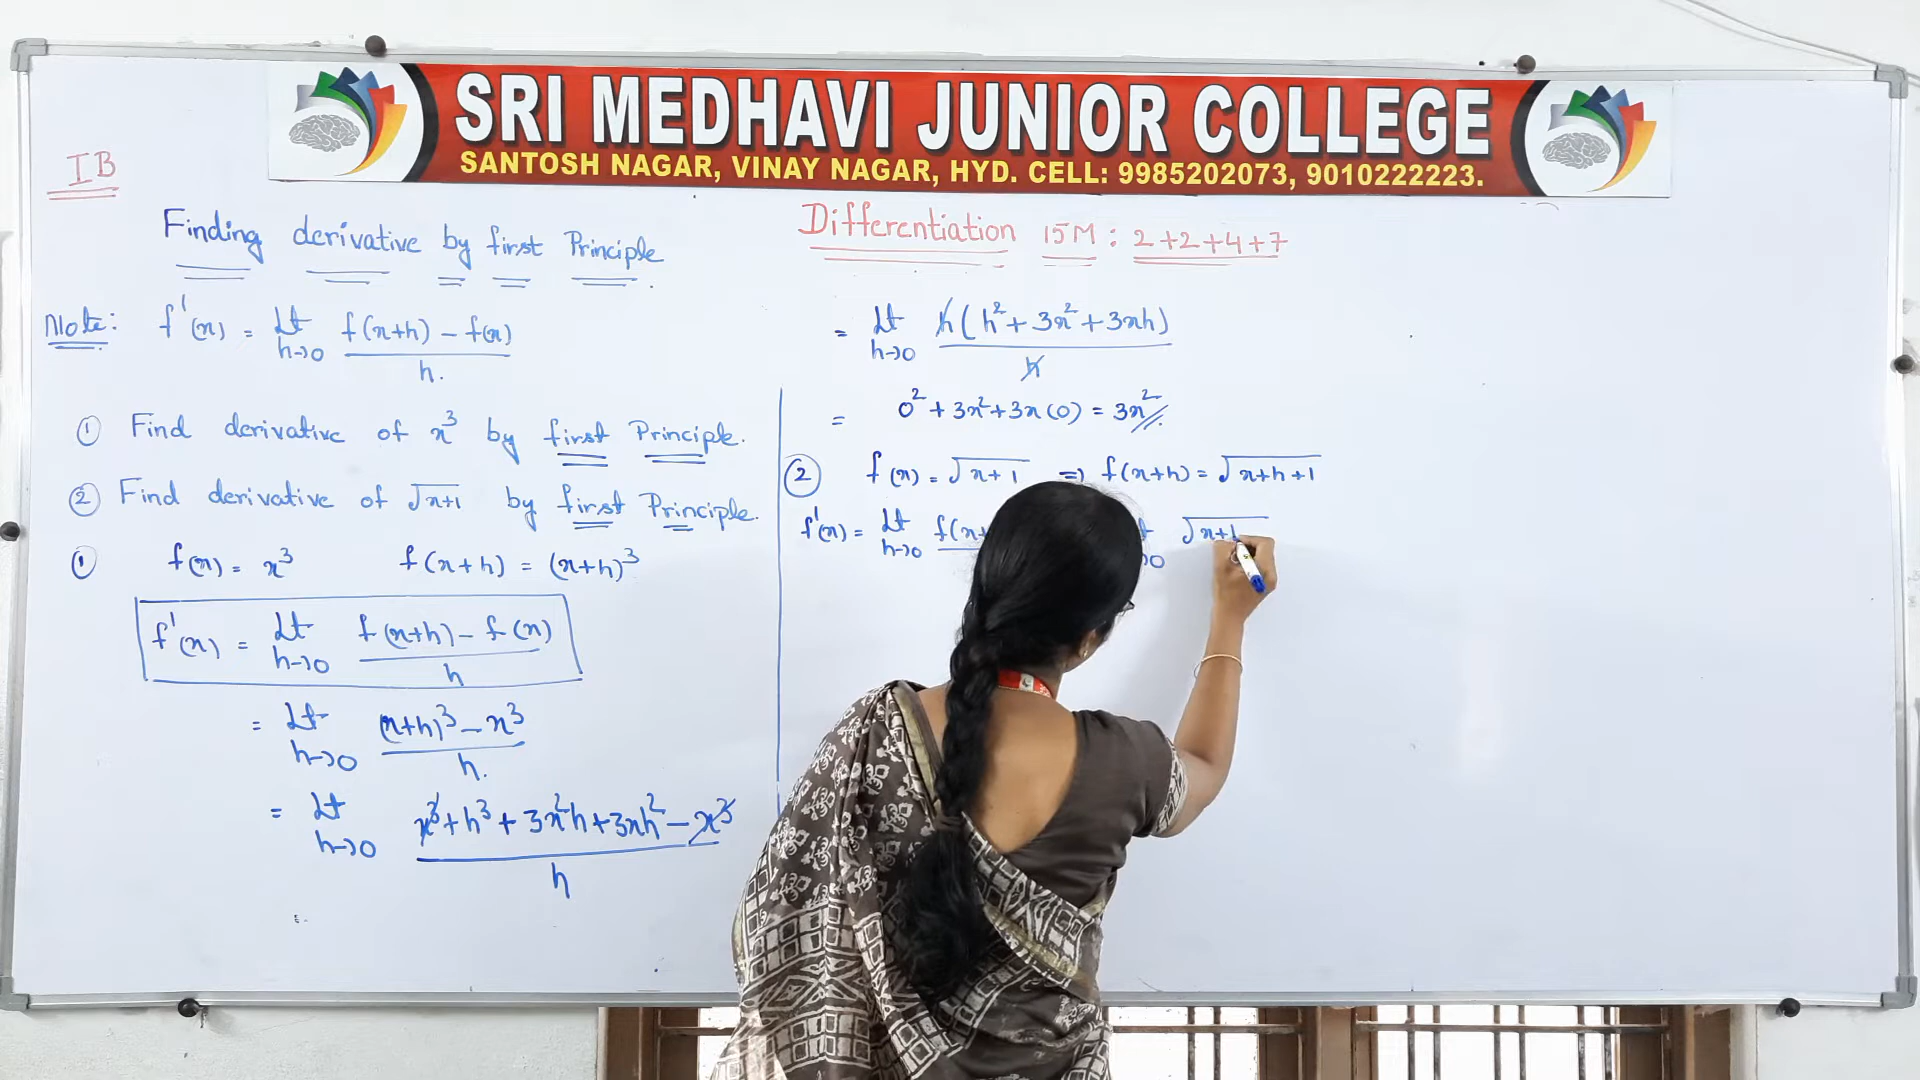 SRI MEDHAVI JUNIOR COLLEGE
SANTOSH NAGAR, VINAY NAGAR, HYD. CELL: 9985202073, 9010222223.
IB
Finding derivative by first Principle.
Note: f'(x) = Lt h→0 f(x+h) - f(x) / h.
① Find derivative of x³ by first Principle.
② Find derivative of √x+1 by first Principle.
① f(x) = x³ f(x+h) = (x+h)³
f'(x) = Lt h→0 f(x+h) - f(x) / h
= Lt h→0 (x+h)³ - x³ / h.
= Lt h→0 x³ + h³ + 3x²h + 3xh² - x³ / h
Differentiation 15M : 2+2+4+7
= Lt h→0 h(h² + 3x² + 3xh) / h
= 0² + 3x² + 3x(0) = 3x²//.
② f(x) = √x+1 ⇒ f(x+h) = √x+h+1
f'(x) = Lt h→0 f(x+ →0 √x+